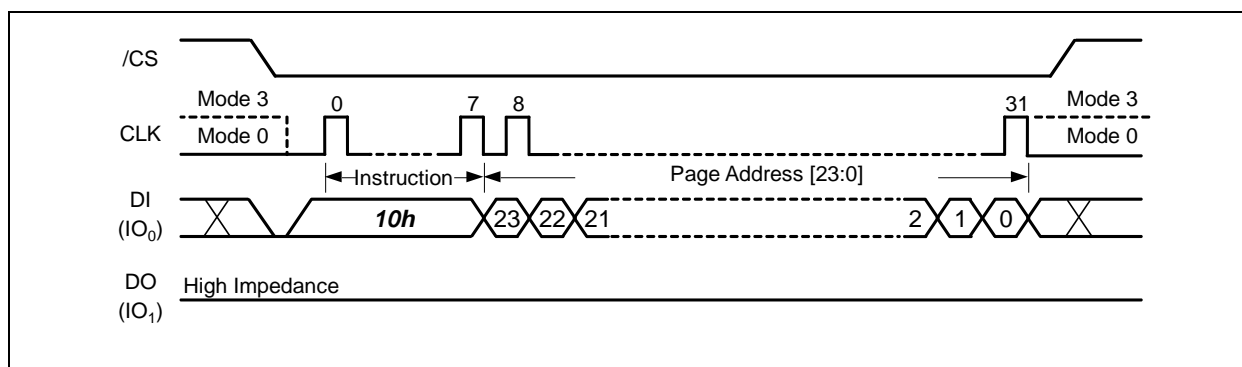 /CS
Mode 3 0 7 8 31 Mode 3
CLK Mode 0 Mode 0
Instruction Page Address [23:0]
DI
(IO0) 10h 23 22 21 2 1 0
DO High Impedance
(IO1)